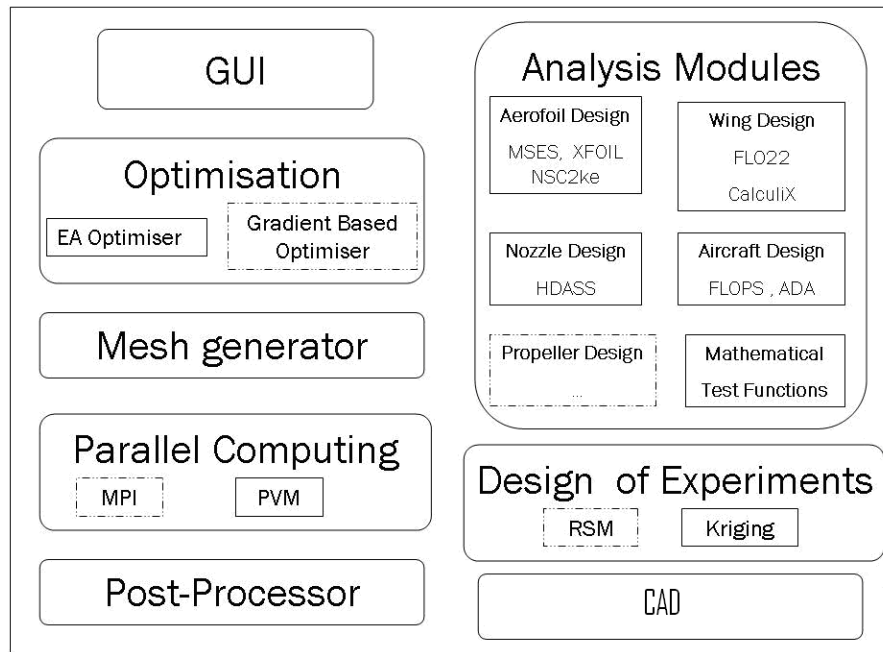 GUI
Optimisation
EA Optimiser
Gradient Based
Optimiser
Mesh generator
Parallel Computing
MPI
PVM
Post-Processor
Analysis Modules
Aerofoil Design
MSES, XFOIL
NSC2ke
Wing Design
FLO22
CalculiX
Nozzle Design
HDASS
Aircraft Design
FLOPS , ADA
Propeller Design
...
Mathematical
Test Functions
Design of Experiments
RSM
Kriging
CAD